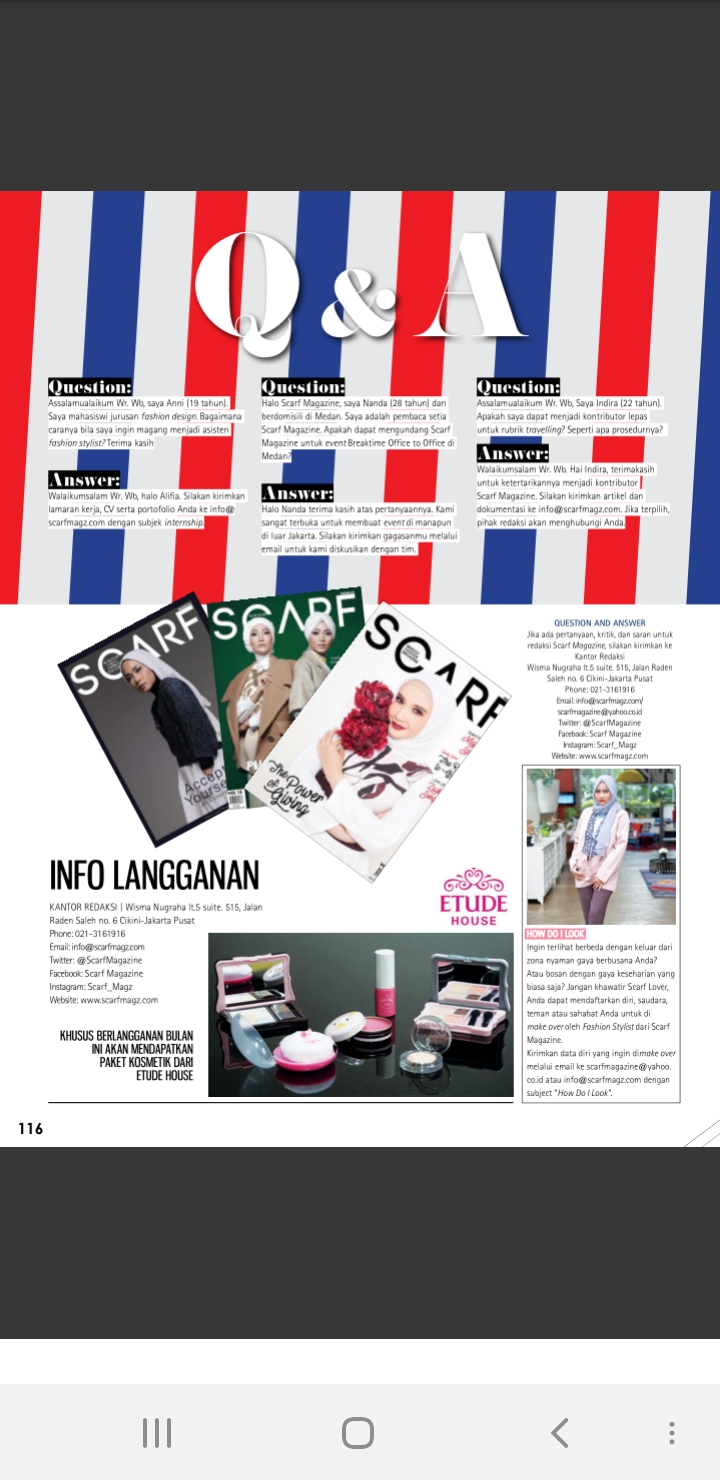 Q & A
Question:
Assalamualaikum Wr. Wb, saya Anni (19 tahun).
Saya mahasiswi jurusan fashion design. Bagaimana
caranya bila saya ingin magang menjadi asisten
fashion stylist? Terima kasih
Answer:
Walaikumsalam Wr. Wb, halo Alifia. Silakan kirimkan
lamaran kerja, CV serta portofolio Anda ke info@
scarfmagz.com dengan subjek internship.
Question:
Halo Scarf Magazine, saya Nanda (28 tahun) dan
berdomisili di Medan. Saya adalah pembaca setia
Scarf Magazine. Apakah dapat mengundang Scarf
Magazine untuk event Breaktime Office to Office di
Medan?
Answer:
Halo Nanda terima kasih atas pertanyaannya. Kami
sangat terbuka untuk membuat event di manapun
di luar Jakarta. Silakan kirimkan gagasanmu melalui
email untuk kami diskusikan dengan tim.
Question:
Assalamualaikum Wr. Wb, Saya Indira (22 tahun).
Apakah saya dapat menjadi kontributor lepas
untuk rubrik travelling? Seperti apa prosedurnya?
Answer:
Walaikumsalam Wr. Wb. Hai Indira, terimakasih
untuk ketertarikannya menjadi kontributor
Scarf Magazine. Silakan kirimkan artikel dan
dokumentasi ke info@scarfmagz.com. Jika terpilih,
pihak redaksi akan menghubungi Anda.
SCARF
Accept
Yourself
SCARF
SCARF
The Power
of Giving
QUESTION AND ANSWER
Jika ada pertanyaan, kritik, dan saran untuk
redaksi Scarf Magazine, silakan kirimkan ke
Kantor Redaksi
Wisma Nugraha lt.5 suite. 515, Jalan Raden
Saleh no. 6 Cikini-Jakarta Pusat
Phone: 021-3161916
Email: info@scarfmagz.com/
scarfmagazine@yahoo.co.id
Twitter: @ScarfMagazine
Facebook: Scarf Magazine
Instagram: Scarf_Magz
Website: www.scarfmagz.com
INFO LANGGANAN
KANTOR REDAKSI | Wisma Nugraha lt.5 suite. 515, Jalan
Raden Saleh no. 6 Cikini-Jakarta Pusat
Phone: 021-3161916
Email: info@scarfmagz.com
Twitter: @ScarfMagazine
Facebook: Scarf Magazine
Instagram: Scarf_Magz
Website: www.scarfmagz.com
KHUSUS BERLANGGANAN BULAN
INI AKAN MENDAPATKAN
PAKET KOSMETIK DARI
ETUDE HOUSE
ETUDE
HOUSE
HOW DO I LOOK
Ingin terlihat berbeda dengan keluar dari
zona nyaman gaya berbusana Anda?
Atau bosan dengan gaya keseharian yang
biasa saja? Jangan khawatir Scarf Lover,
Anda dapat mendaftarkan diri, saudara,
teman atau sahabat Anda untuk di
make over oleh Fashion Stylist dari Scarf
Magazine.
Kirimkan data diri yang ingin dimake over
melalui email ke scarfmagazine@yahoo.
co.id atau info@scarfmagz.com dengan
subject "How Do I Look".
116